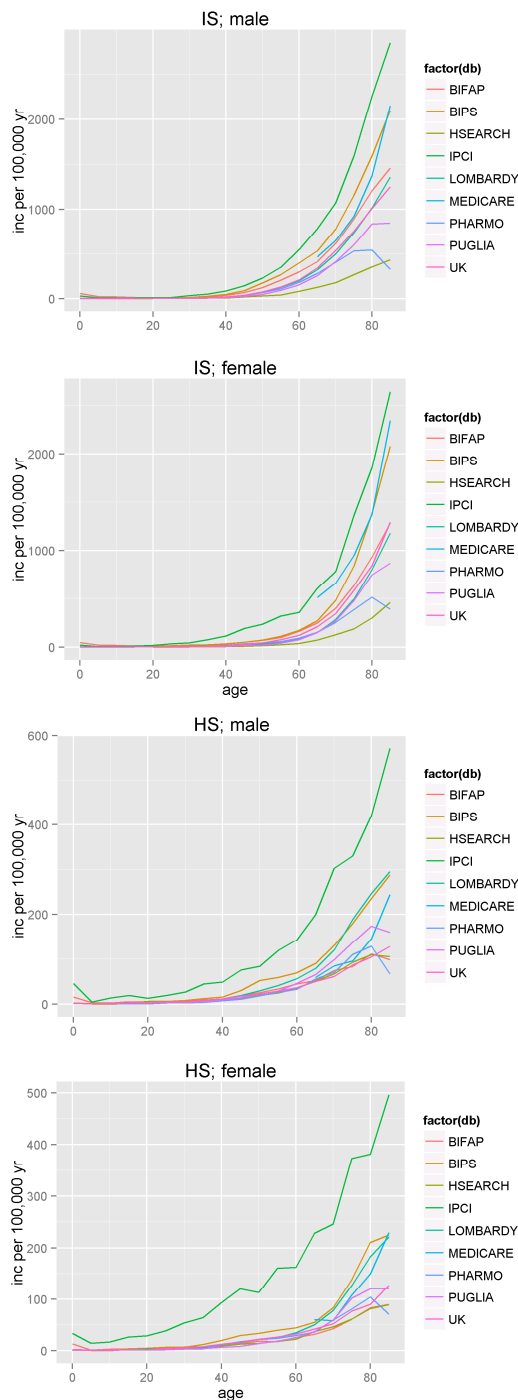 IS; male
inc per 100,000 yr
2000
1000
0
0 20 40 60 80
factor(db)
BIFAP
BIPS
HSEARCH
IPCI
LOMBARDY
MEDICARE
PHARMO
PUGLIA
UK
IS; female
inc per 100,000 yr
2000
1000
0
0 20 40 60 80
age
factor(db)
BIFAP
BIPS
HSEARCH
IPCI
LOMBARDY
MEDICARE
PHARMO
PUGLIA
UK
HS; male
inc per 100,000 yr
600
400
200
0
0 20 40 60 80
factor(db)
BIFAP
BIPS
HSEARCH
IPCI
LOMBARDY
MEDICARE
PHARMO
PUGLIA
UK
HS; female
inc per 100,000 yr
500
400
300
200
100
0
0 20 40 60 80
age
factor(db)
BIFAP
BIPS
HSEARCH
IPCI
LOMBARDY
MEDICARE
PHARMO
PUGLIA
UK